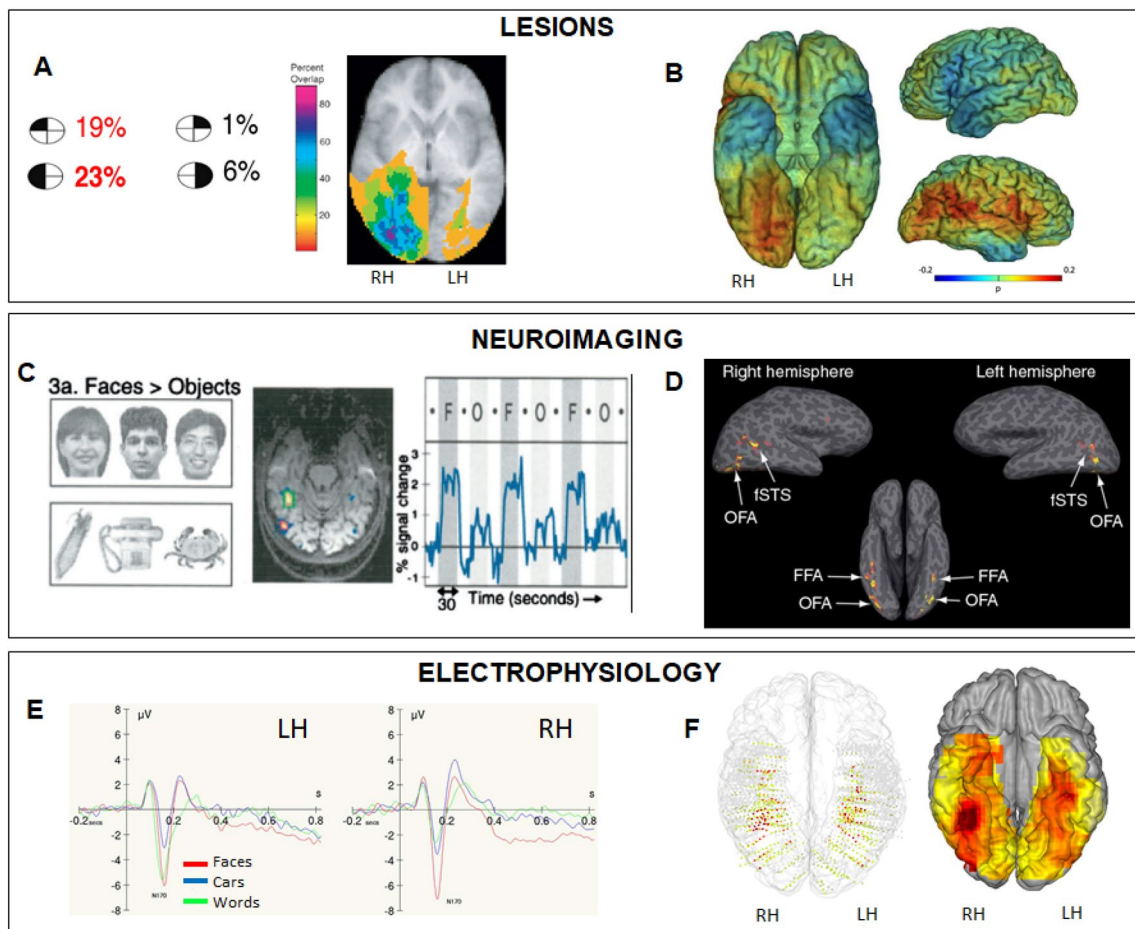 LESIONS
A
19%
1%
23%
6%
Percent
Overlap
80
60
40
20
RH
LH
B
RH
LH
-0.2
0.2
ρ
NEUROIMAGING
C
3a. Faces > Objects
• F • O • F • O • F • O •
% signal change
3
2
1
0
-1
30
Time (seconds) →
D
Right hemisphere
Left hemisphere
fSTS
OFA
fSTS
OFA
FFA
FFA
OFA
OFA
ELECTROPHYSIOLOGY
E
LH
µV
8
6
4
2
0
-2
-4
-6
-8
-0.2
secs
0.2
0.4
0.6
0.8
s
N170
Faces
Cars
Words
RH
µV
8
6
4
2
0
-2
-4
-6
-8
-0.2
secs
0.2
0.4
0.6
0.8
s
N170
F
RH
LH
RH
LH